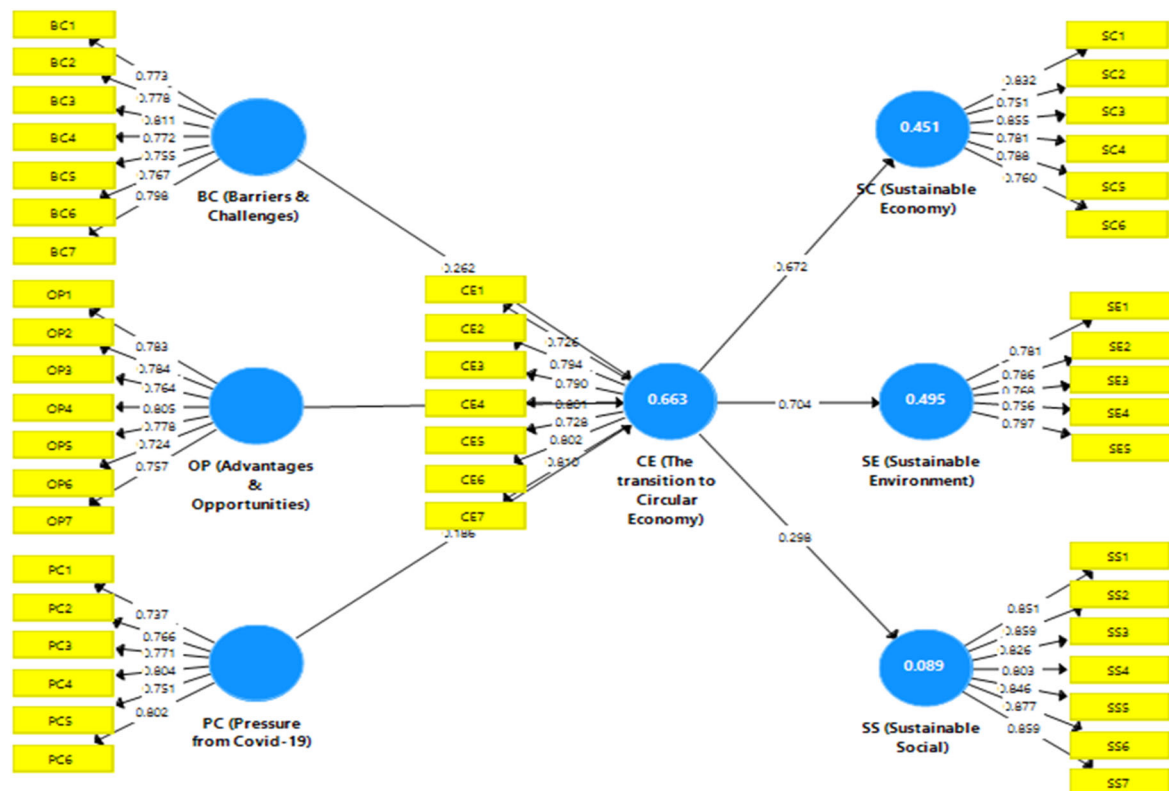 BC1
BC2
BC3
BC4
BC5
BC6
BC7
0.773
0.778
0.811
0.772
0.755
0.767
0.798
BC (Barriers &
Challenges)
0.262
OP1
OP2
OP3
OP4
OP5
OP6
OP7
0.783
0.784
0.764
0.805
0.778
0.724
0.757
OP (Advantages
&
Opportunities)
PC1
PC2
PC3
PC4
PC5
PC6
0.737
0.766
0.771
0.804
0.751
0.802
PC (Pressure
from Covid-19)
0.186
CE1
CE2
CE3
CE4
CE5
CE6
CE7
0.726
0.794
0.790
0.801
0.728
0.802
0.810
0.663
CE (The
transition to
Circular
Economy)
0.672
0.704
0.298
0.451
SC (Sustainable
Economy)
0.832
0.751
0.855
0.781
0.788
0.760
SC1
SC2
SC3
SC4
SC5
SC6
0.495
SE (Sustainable
Environment)
0.781
0.786
0.768
0.756
0.797
SE1
SE2
SE3
SE4
SE5
0.089
SS (Sustainable
Social)
0.851
0.859
0.826
0.803
0.846
0.877
0.859
SS1
SS2
SS3
SS4
SS5
SS6
SS7